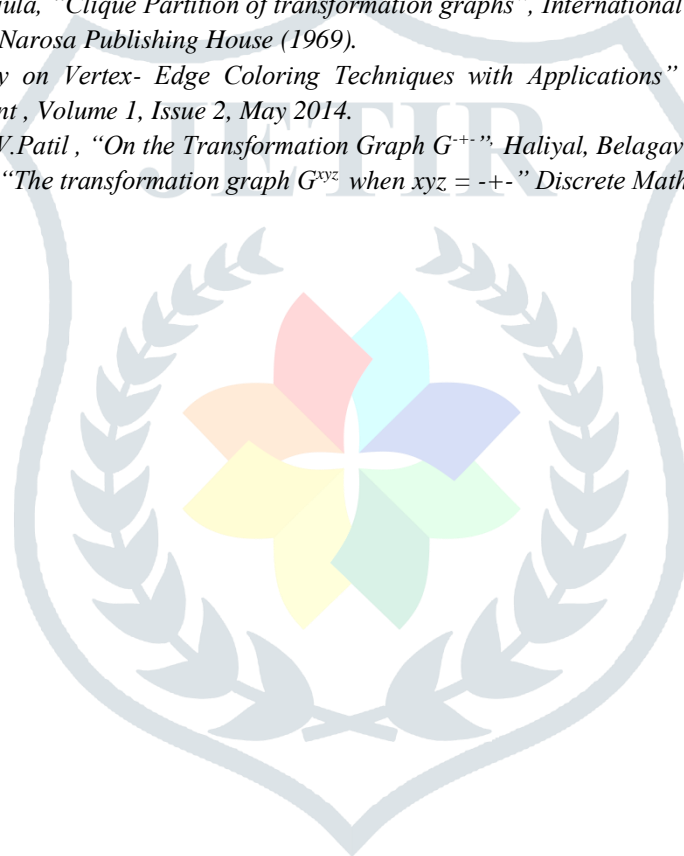 jula, “Clique Partition of transformation graphs”, International
Narosa Publishing House (1969).
y on Vertex- Edge Coloring Techniques with Applications”
nt , Volume 1, Issue 2, May 2014.
V.Patil , “On the Transformation Graph G⁻⁺⁻”, Haliyal, Belagav
“The transformation graph Gˣʸᶻ when xyz = -+-” Discrete Math
JETIR